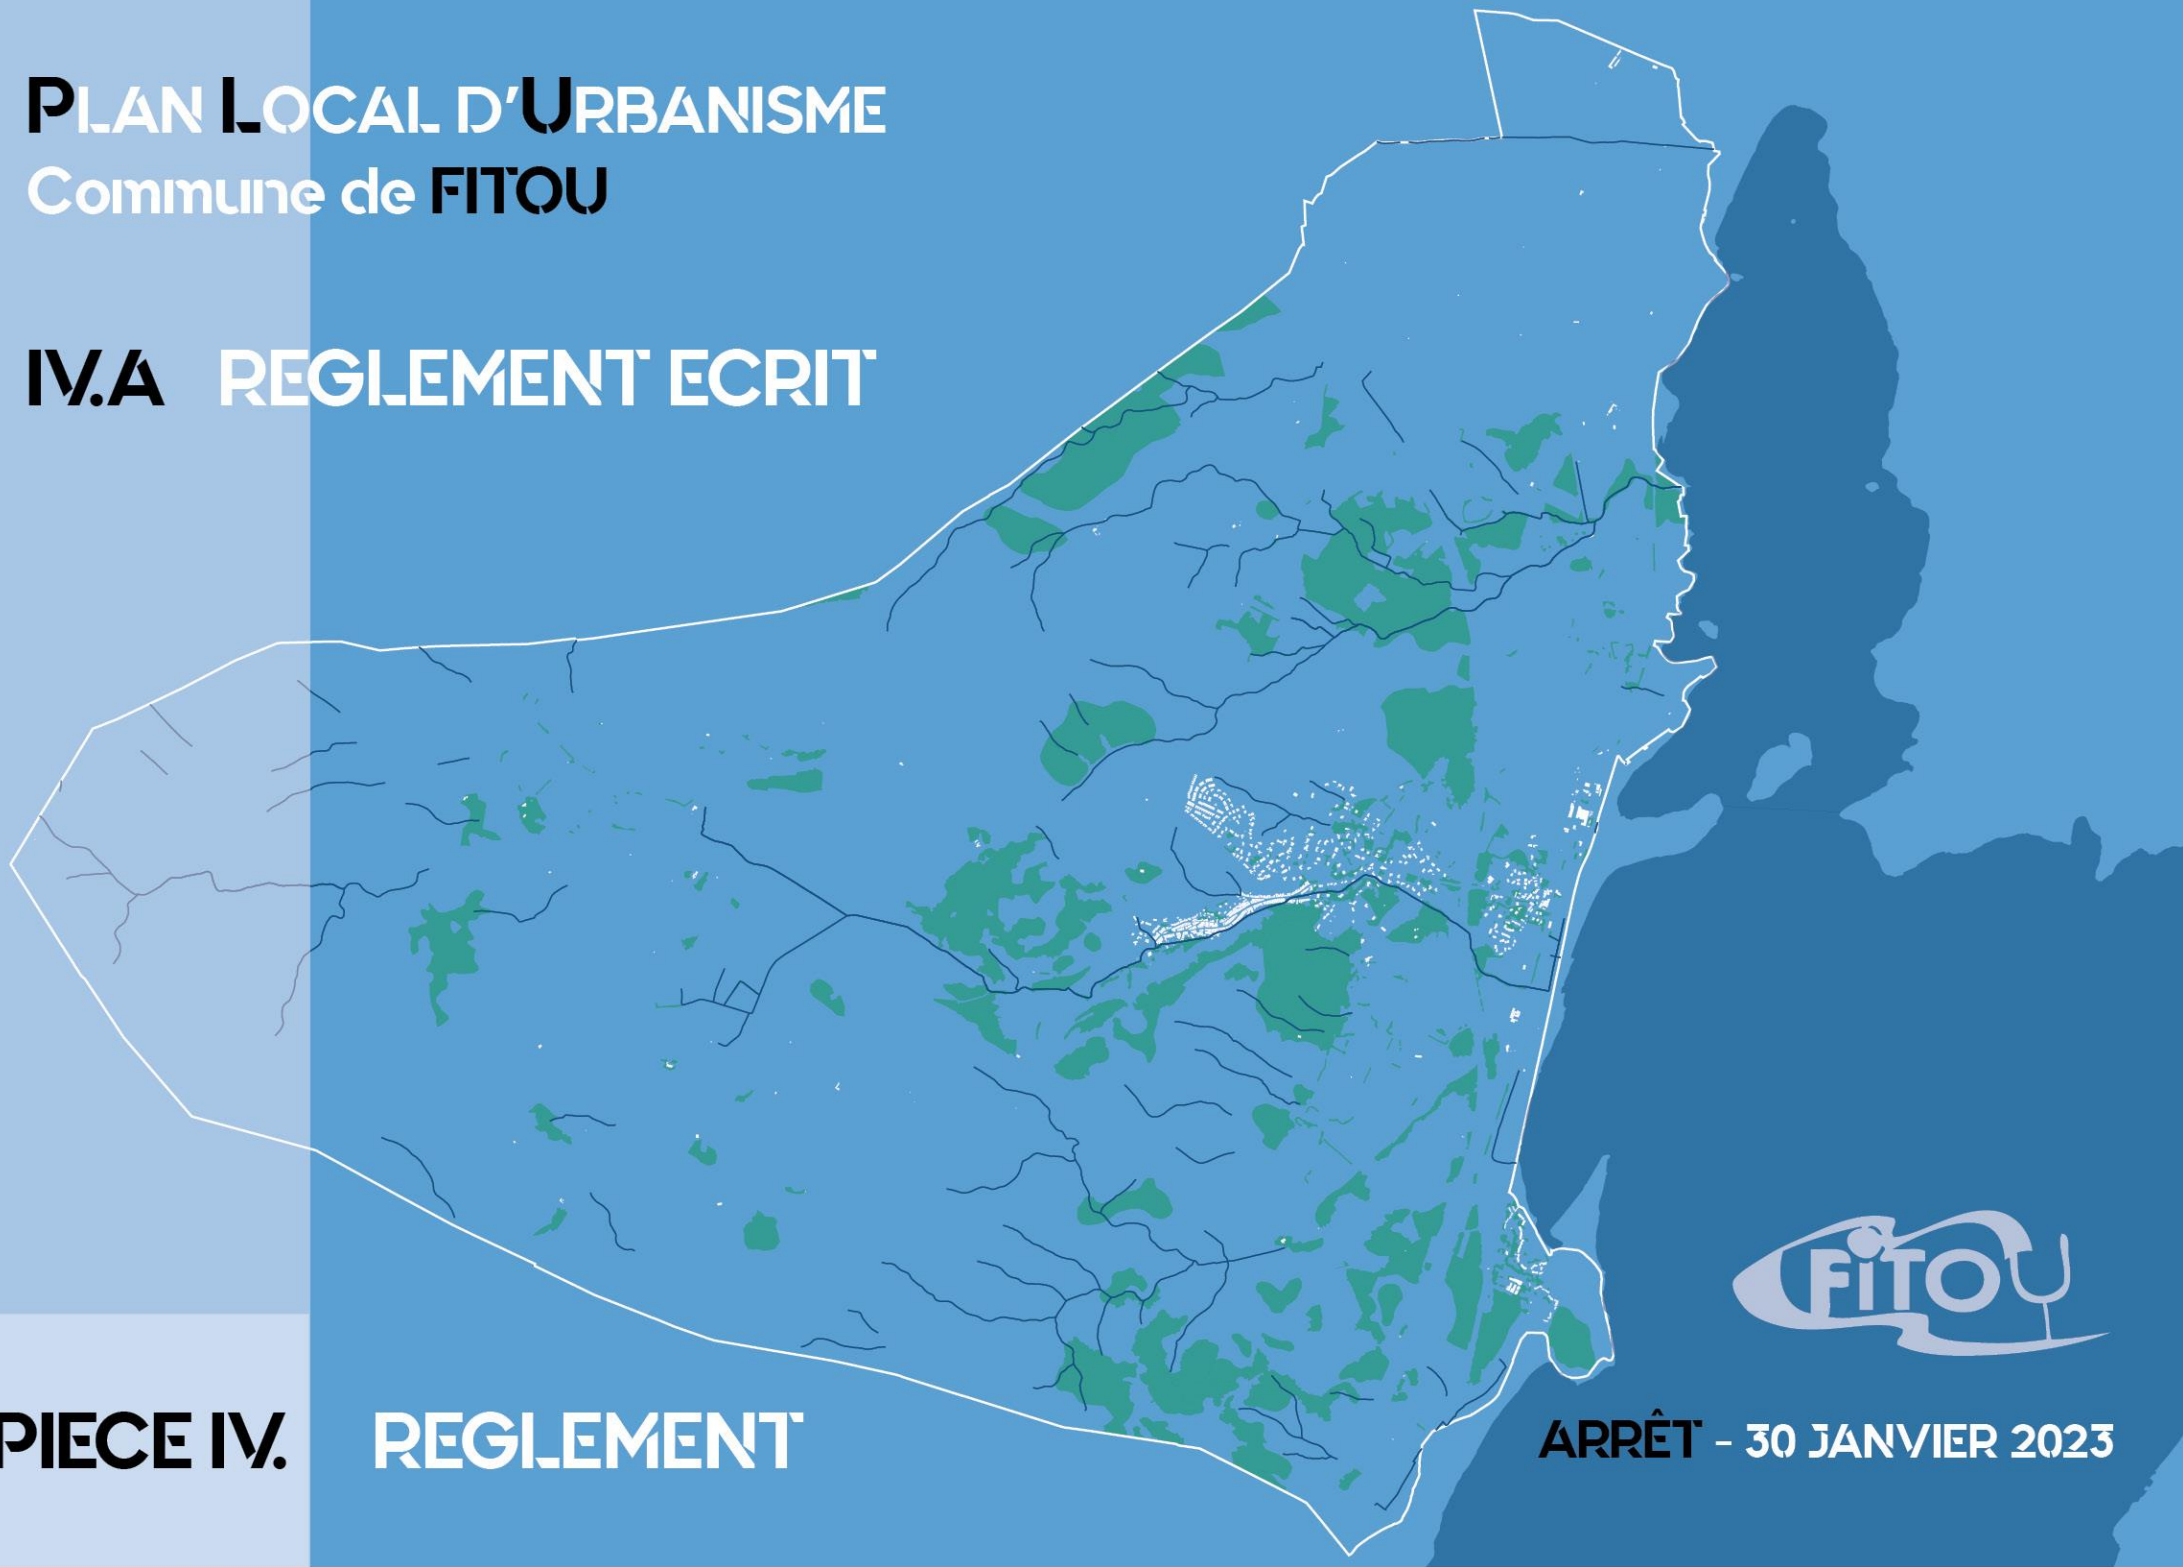 PLAN LOCAL D'URBANISME
Commune de FITOU
IV.A REGLEMENT ECRIT
FiTOU
PIECE IV. REGLEMENT
ARRÊT - 30 JANVIER 2023